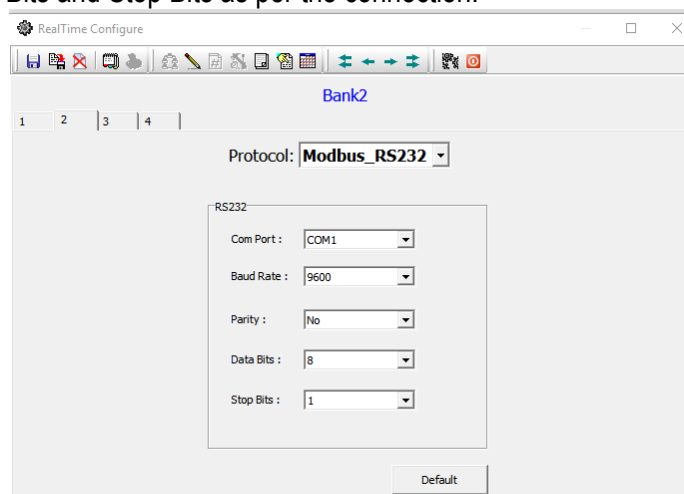 Bits and Stop Bits as per the connection.
RealTime Configure
Bank2
1 2 3 4
Protocol: Modbus_RS232
RS232
Com Port : COM1
Baud Rate : 9600
Parity : No
Data Bits : 8
Stop Bits : 1
Default